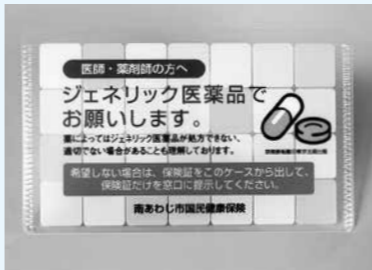 医師・薬剤師の方へ
ジェネリック医薬品で
お願いします。
薬によってはジェネリック医薬品が処方できない、
適切でない場合があることも理解しております。
希望しない場合は、保険証をこのケースから出して、
保険証だけを窓口に提示してください。
南あわじ市国民健康保険